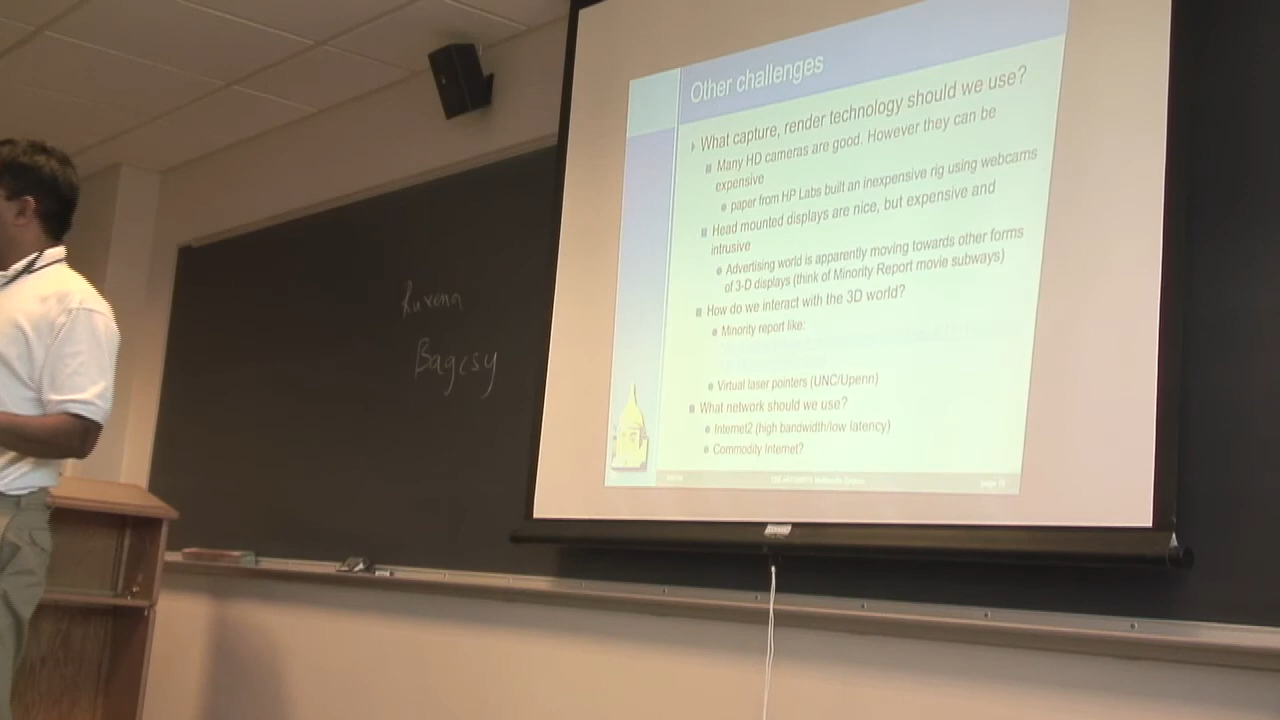 Other challenges
What capture, render technology should we use?
Many HD cameras are good. However they can be
expensive
paper from HP Labs built an inexpensive rig using webcams
Head mounted displays are nice, but expensive and
intrusive
Advertising world is apparently moving towards other forms
of 3-D displays (think of Minority Report movie subways)
How do we interact with the 3D world?
Minority report like:
Virtual laser pointers (UNC/Upenn)
What network should we use?
Internet2 (high bandwidth/low latency)
Commodity Internet?